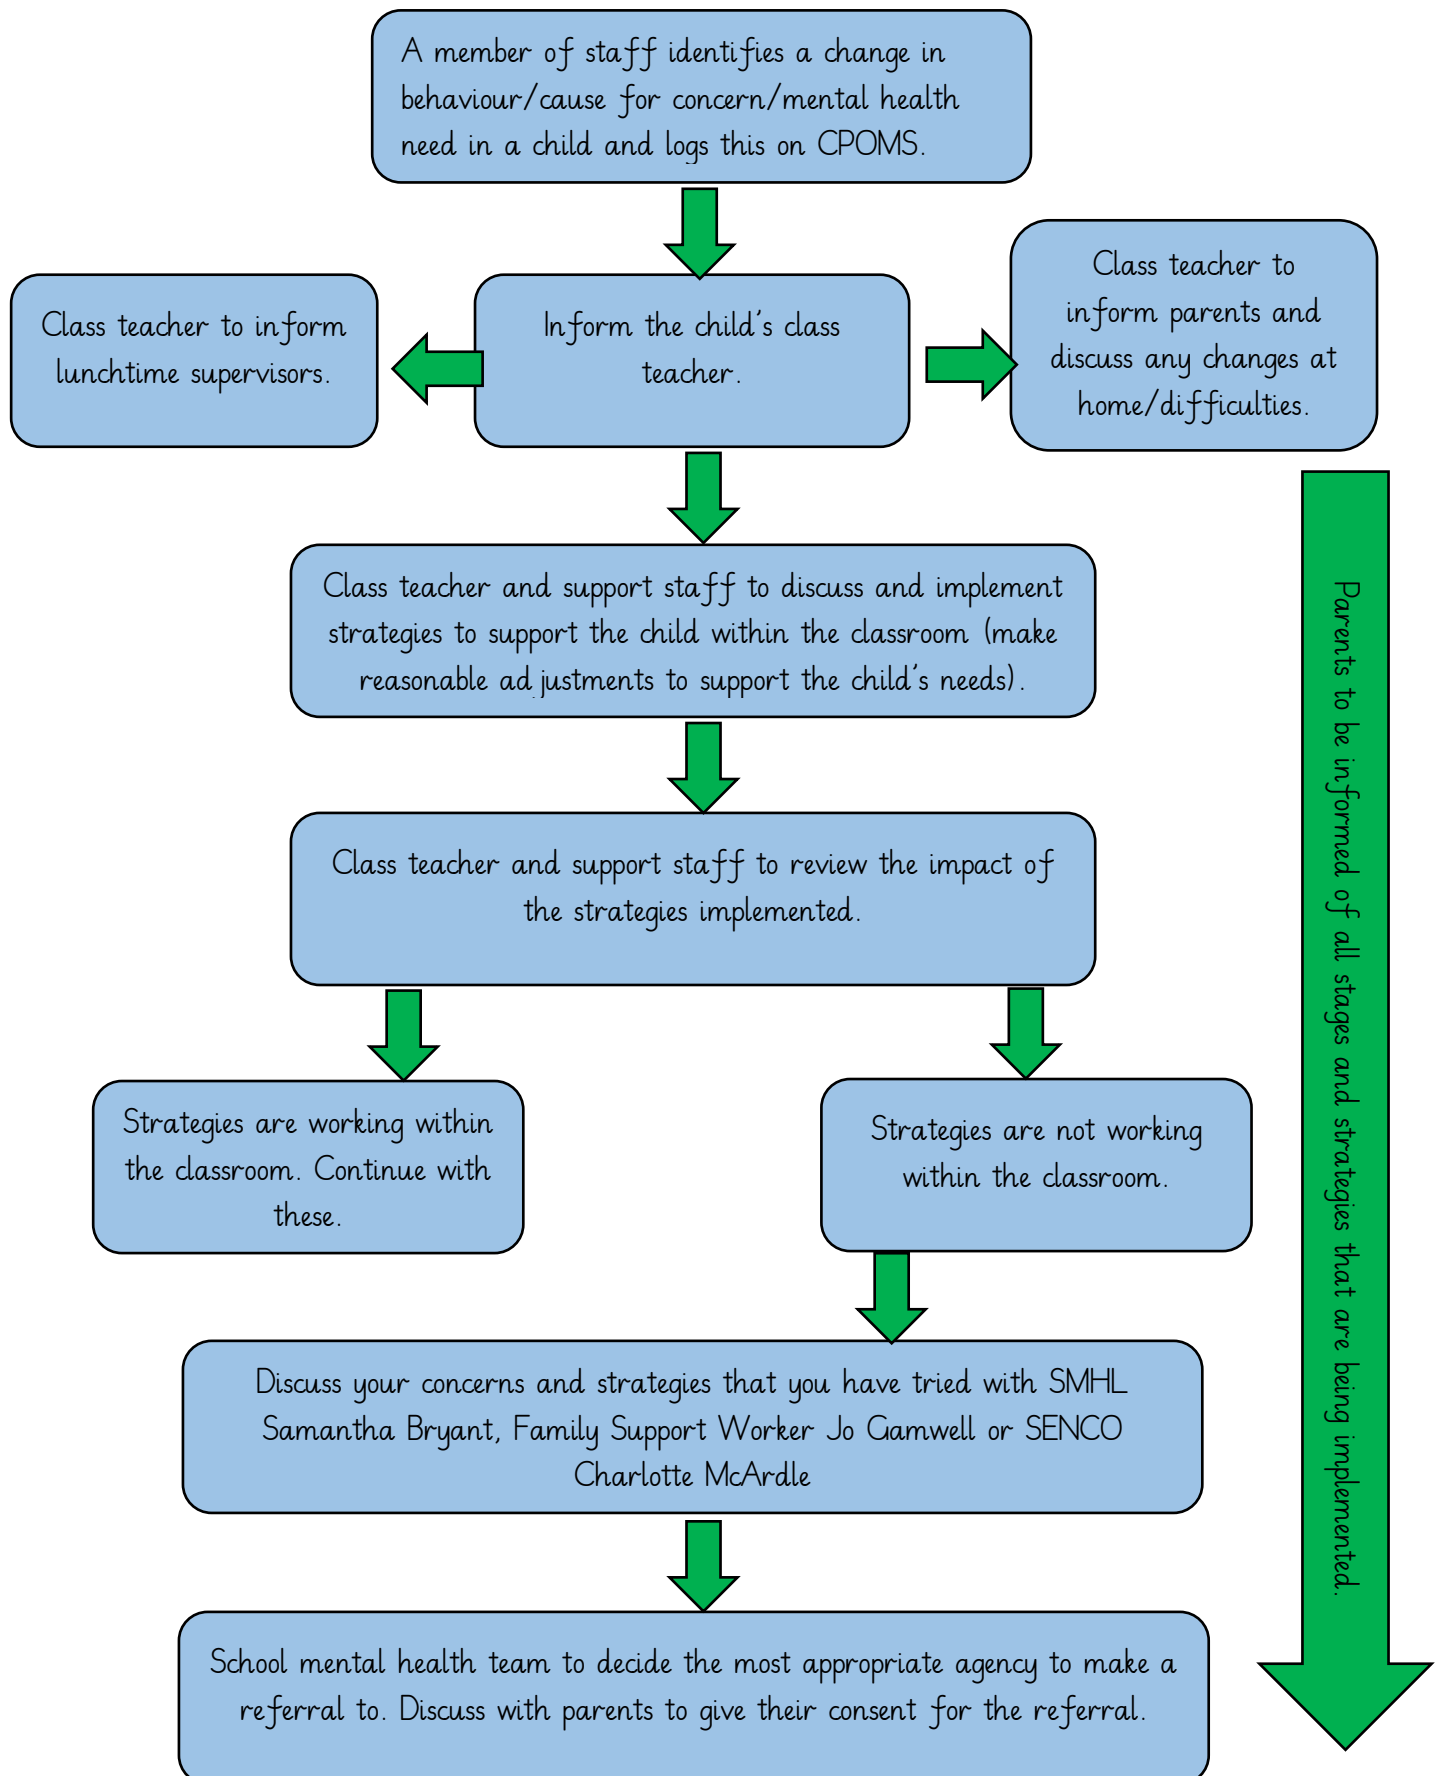 A member of staff identifies a change in
behaviour/cause for concern/mental health
need in a child and logs this on CPOMS.
Class teacher to inform
lunchtime supervisors.
Inform the child's class
teacher.
Class teacher to
inform parents and
discuss any changes at
home/difficulties.
Class teacher and support staff to discuss and implement
strategies to support the child within the classroom (make
reasonable adjustments to support the child's needs).
Class teacher and support staff to review the impact of
the strategies implemented.
Strategies are working within
the classroom. Continue with
these.
Strategies are not working
within the classroom.
Discuss your concerns and strategies that you have tried with SMHL
Samantha Bryant, Family Support Worker Jo Gamwell or SENCO
Charlotte McArdle
School mental health team to decide the most appropriate agency to make a
referral to. Discuss with parents to give their consent for the referral.
Parents to be informed of all stages and strategies that are being implemented.